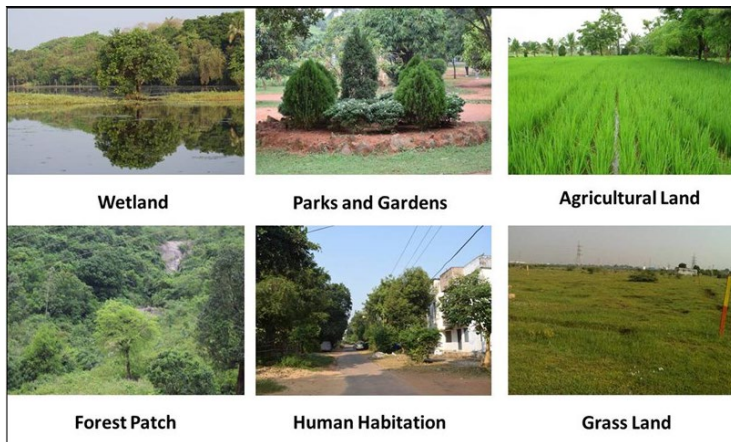 Wetland
Parks and Gardens
Agricultural Land
Forest Patch
Human Habitation
Grass Land